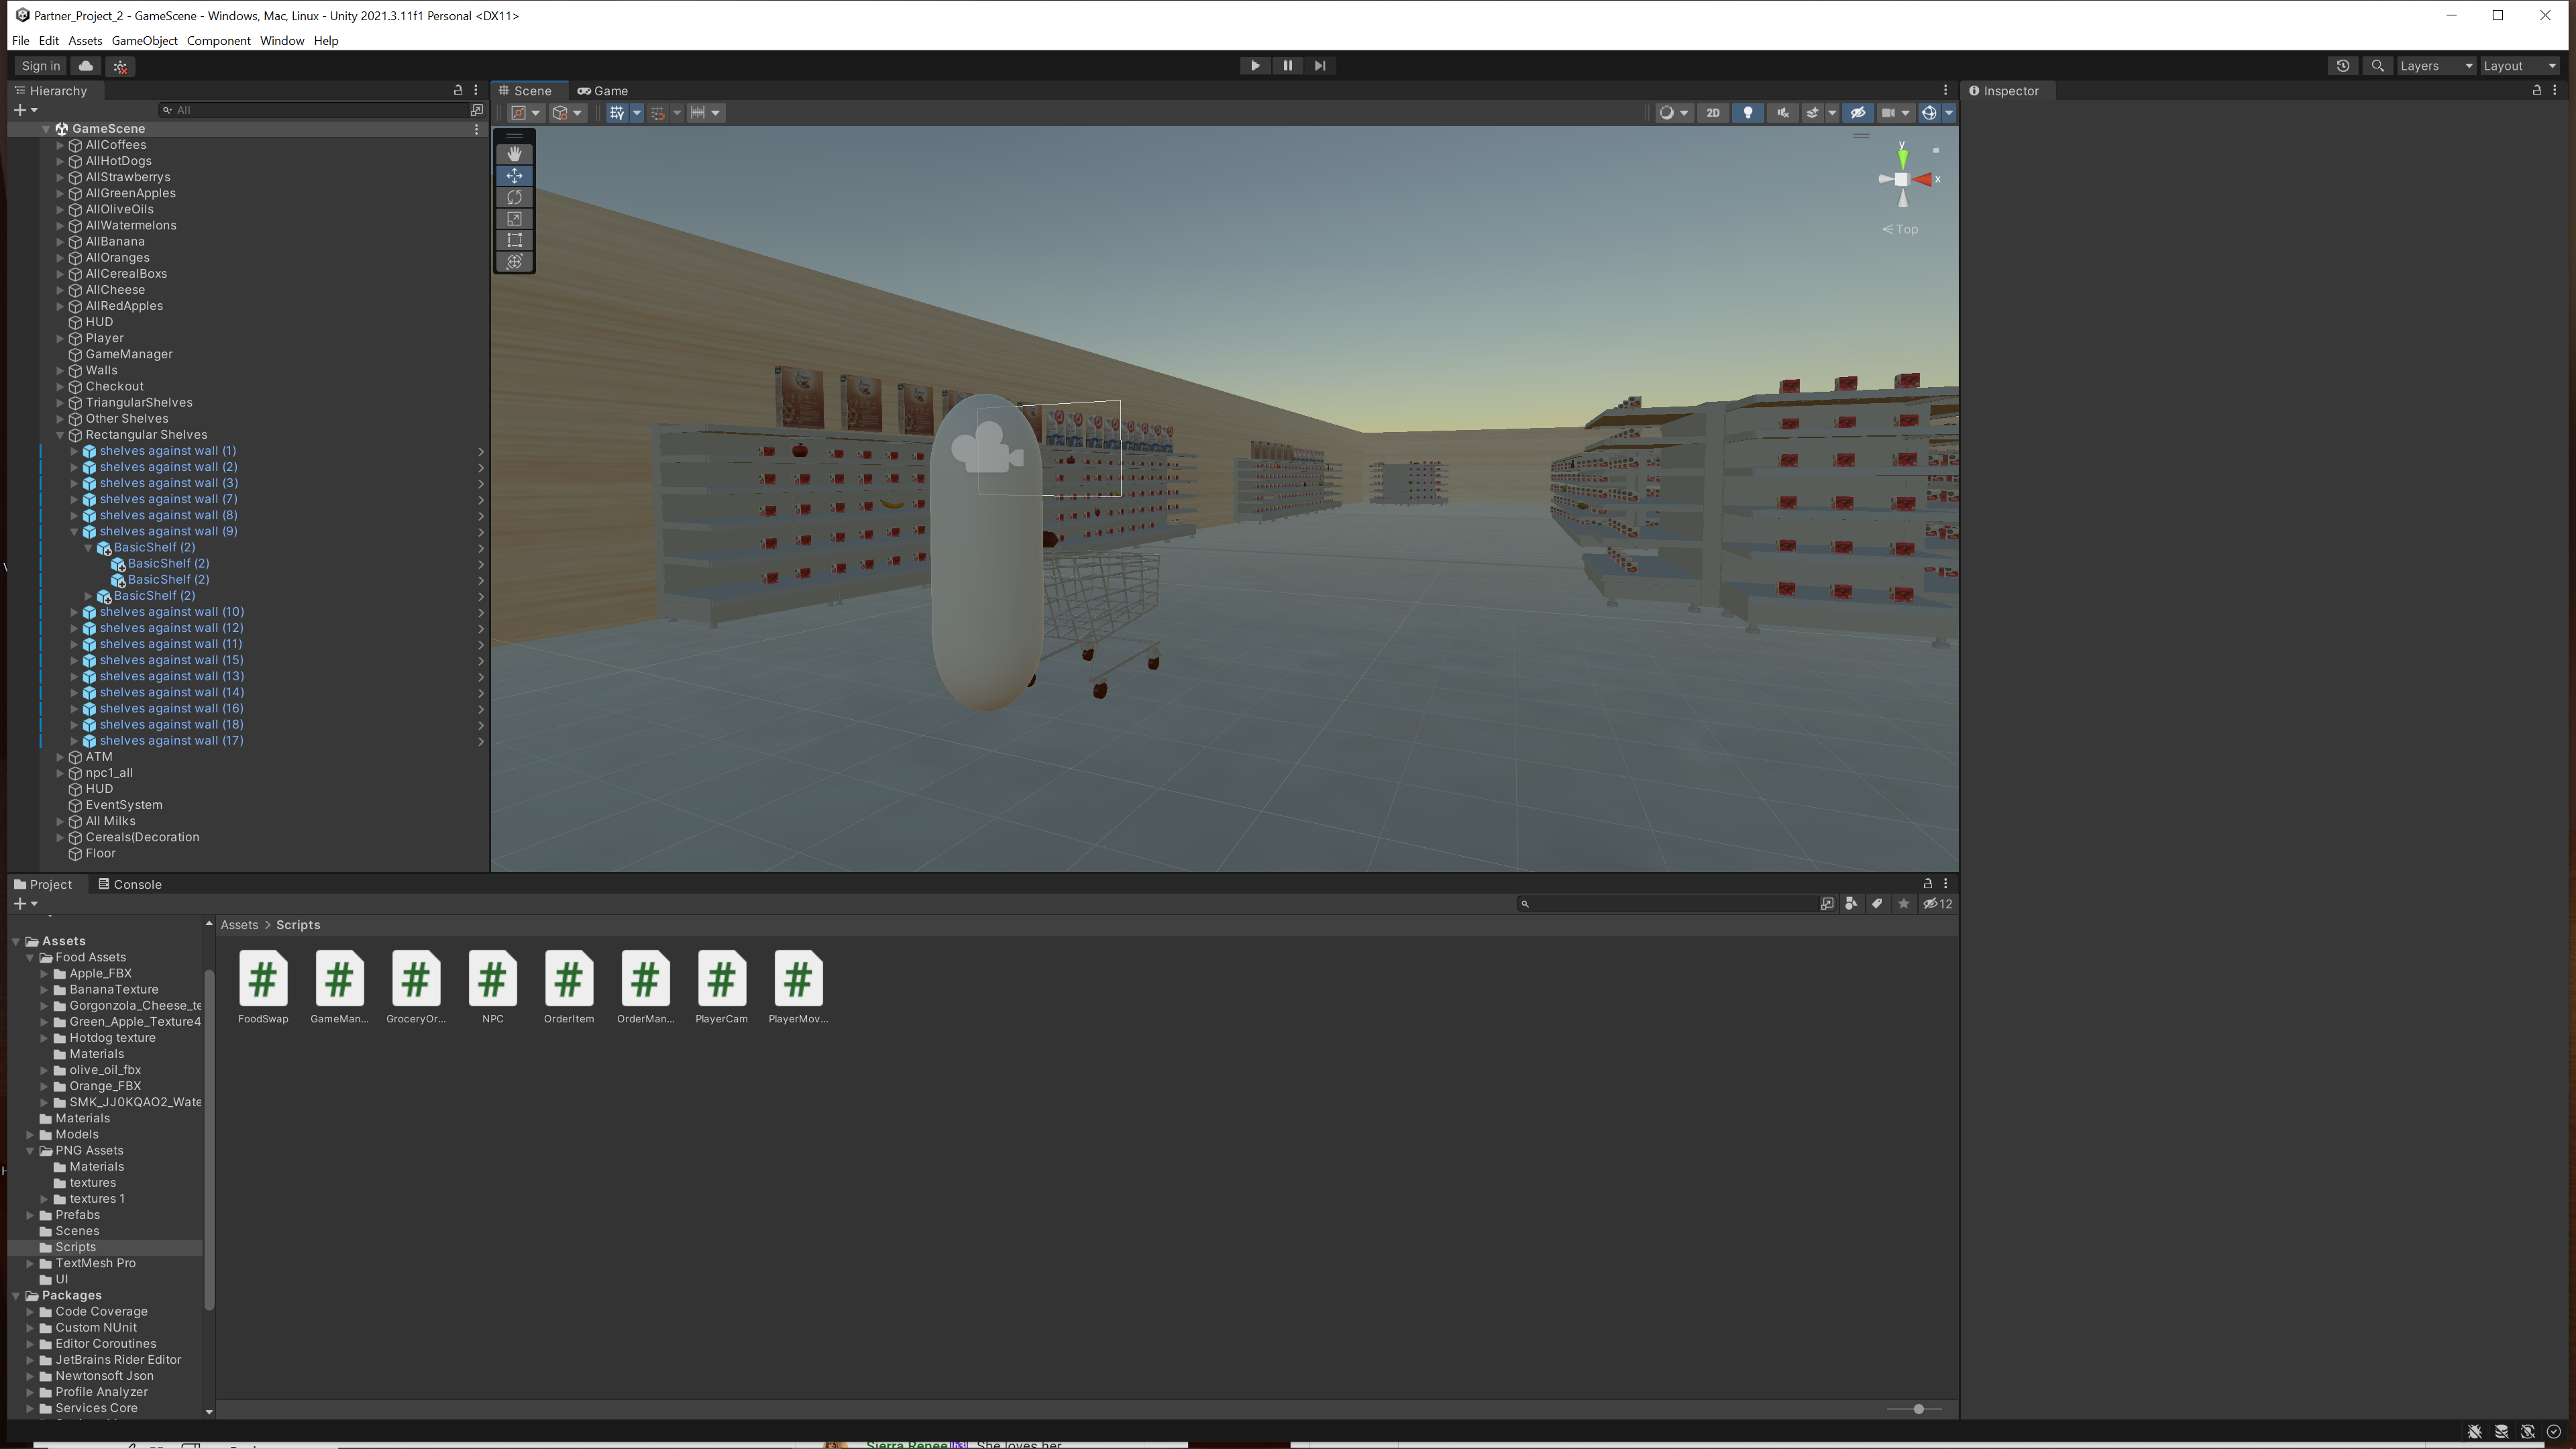 Partner_Project_2 - GameScene - Windows, Mac, Linux - Unity 2021.3.11f1 Personal <DX11>
File Edit Assets GameObject Component Window Help
Sign in
Layers
Layout
Hierarchy
All
GameScene
AllCoffees
AllHotDogs
AllStrawberrys
AllGreenApples
AllOliveOils
AllWatermelons
AllBanana
AllOranges
AllCerealBoxs
AllCheese
AllRedApples
HUD
Player
GameManager
Walls
Checkout
TriangularShelves
Other Shelves
Rectangular Shelves
shelves against wall (1)
shelves against wall (2)
shelves against wall (3)
shelves against wall (7)
shelves against wall (8)
shelves against wall (9)
BasicShelf (2)
BasicShelf (2)
BasicShelf (2)
BasicShelf (2)
shelves against wall (10)
shelves against wall (12)
shelves against wall (11)
shelves against wall (15)
shelves against wall (13)
shelves against wall (14)
shelves against wall (16)
shelves against wall (18)
shelves against wall (17)
ATM
npc1_all
HUD
EventSystem
All Milks
Cereals(Decoration
Floor
Scene Game
2D
y
x
Top
Inspector
Project Console
12
Assets
Food Assets
Apple_FBX
BananaTexture
Gorgonzola_Cheese_te
Green_Apple_Texture4
Hotdog texture
Materials
olive_oil_fbx
Orange_FBX
SMK_JJ0KQAO2_Wate
Materials
Models
PNG Assets
Materials
textures
textures 1
Prefabs
Scenes
Scripts
TextMesh Pro
UI
Packages
Code Coverage
Custom NUnit
Editor Coroutines
JetBrains Rider Editor
Newtonsoft Json
Profile Analyzer
Services Core
Assets > Scripts
FoodSwap GameMan... GroceryOr... NPC OrderItem OrderMan... PlayerCam PlayerMov...
Sierra Renee She loves her